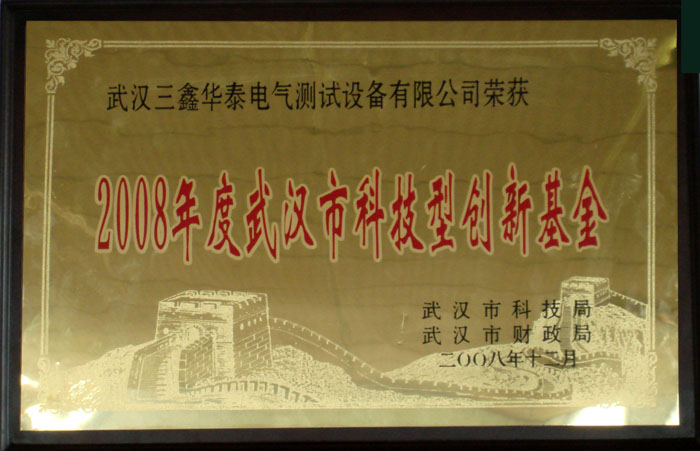 武汉三鑫华泰电气测试设备有限公司荣获
2008年度武汉市科技型创新基金
武汉市科技局
武汉市财政局
二〇〇八年十二月